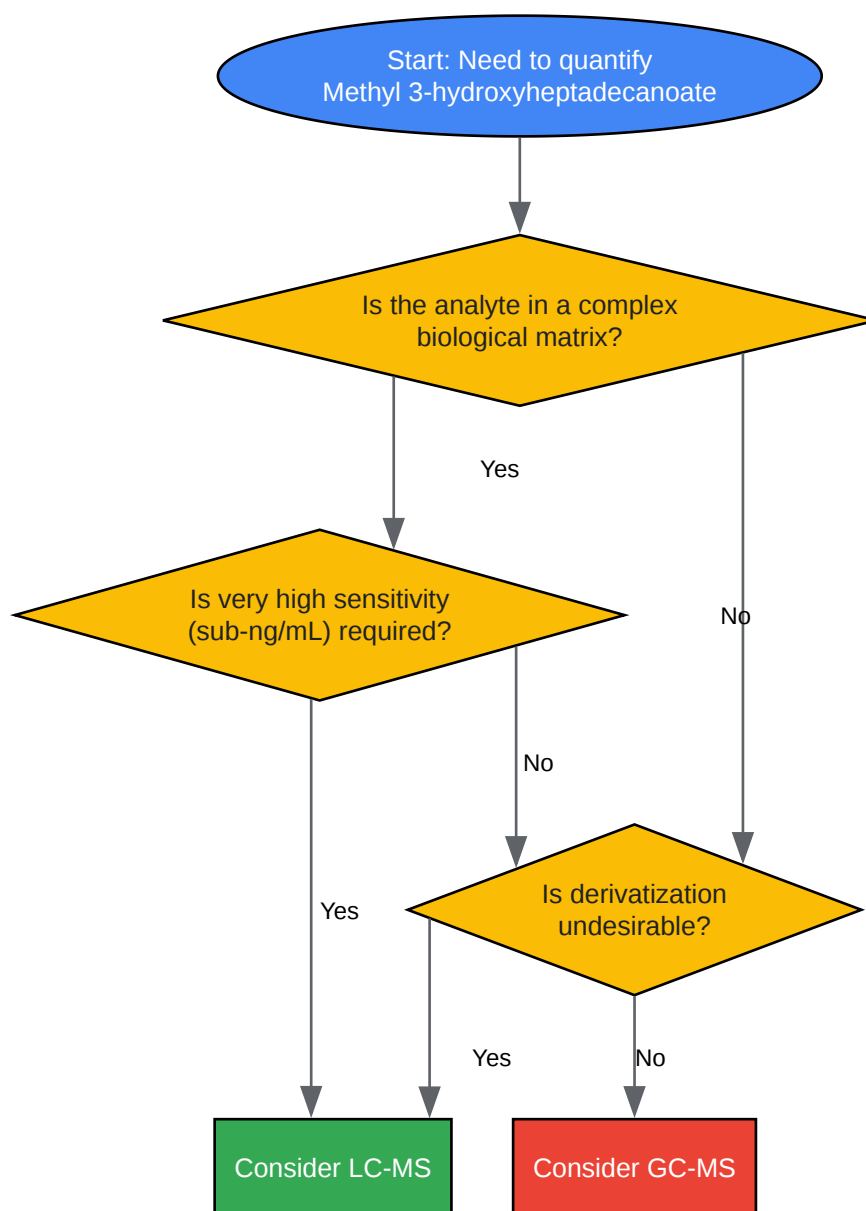 Start: Need to quantify
Methyl 3-hydroxyheptadecanoate
Is the analyte in a complex
biological matrix?
Yes
Is very high sensitivity
(sub-ng/mL) required?
No
No
Is derivatization
undesirable?
Yes
Yes
No
Consider LC-MS
Consider GC-MS